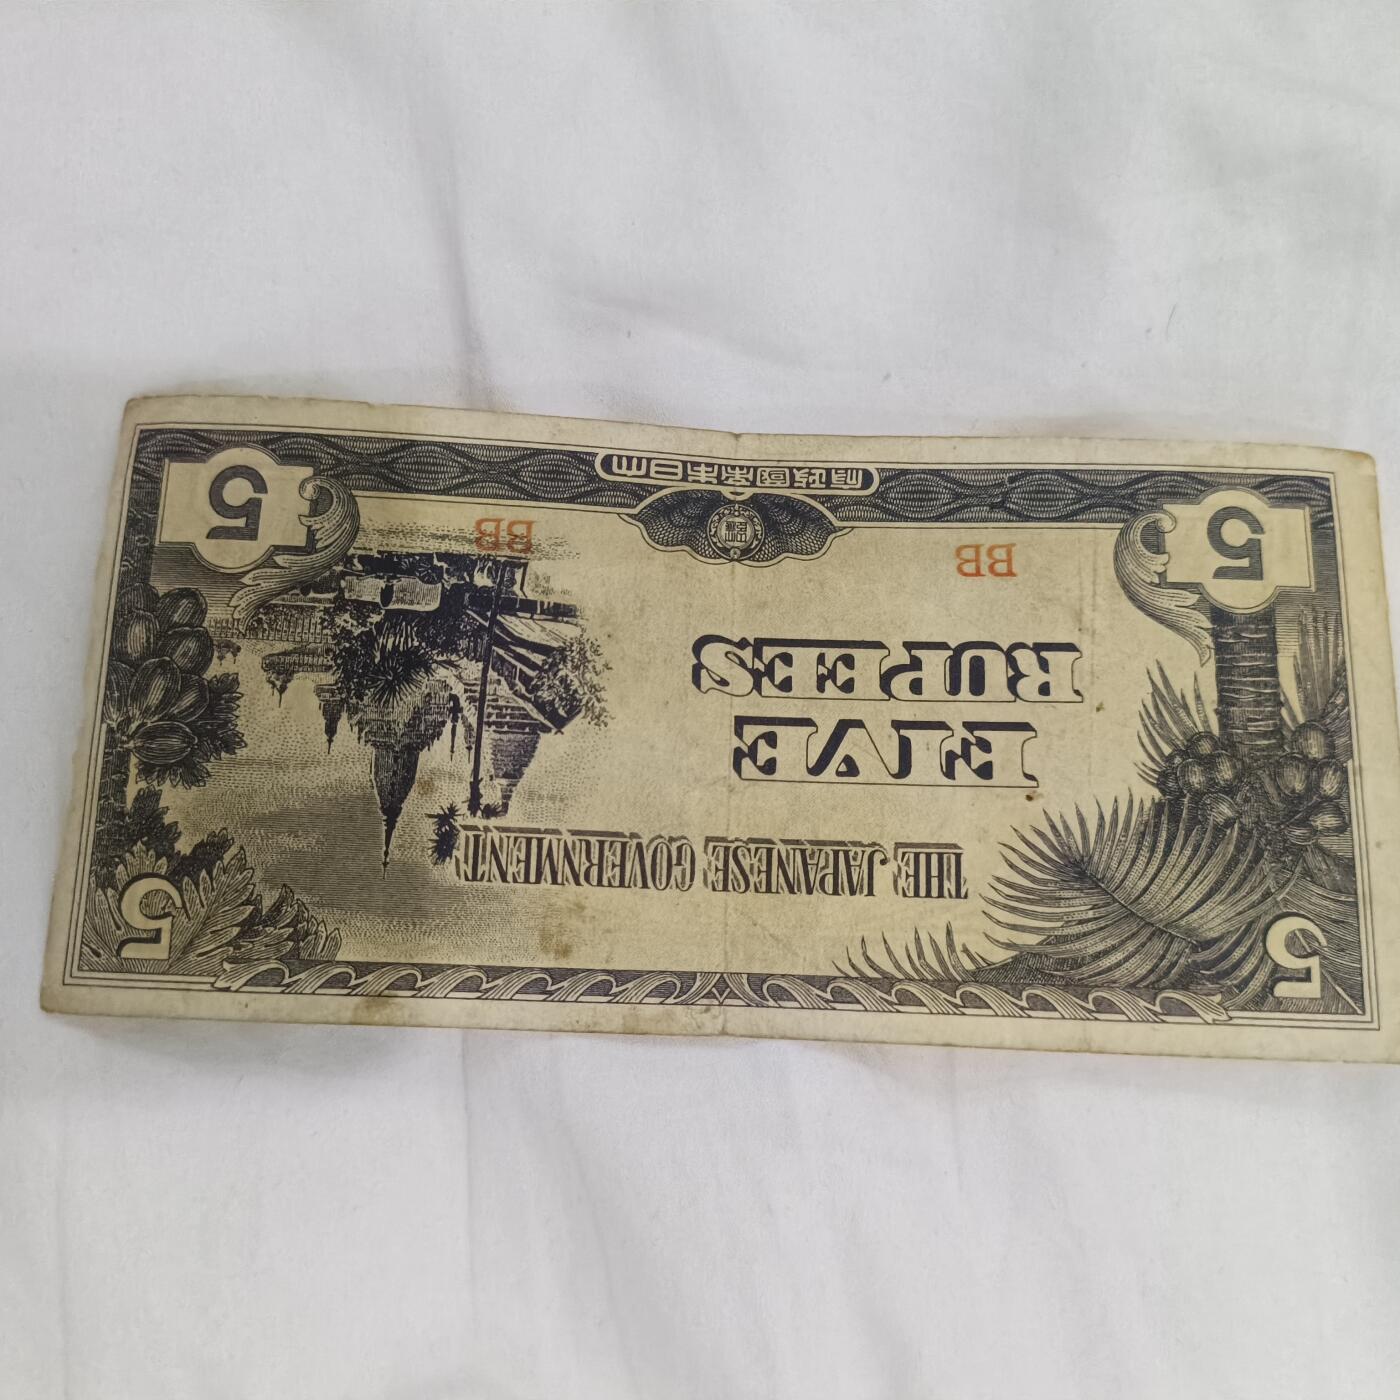 5 5
THE JAPANESE GOVERNMENT
FIVE
RUPEES
BB BB
5 5
大日本帝國政府